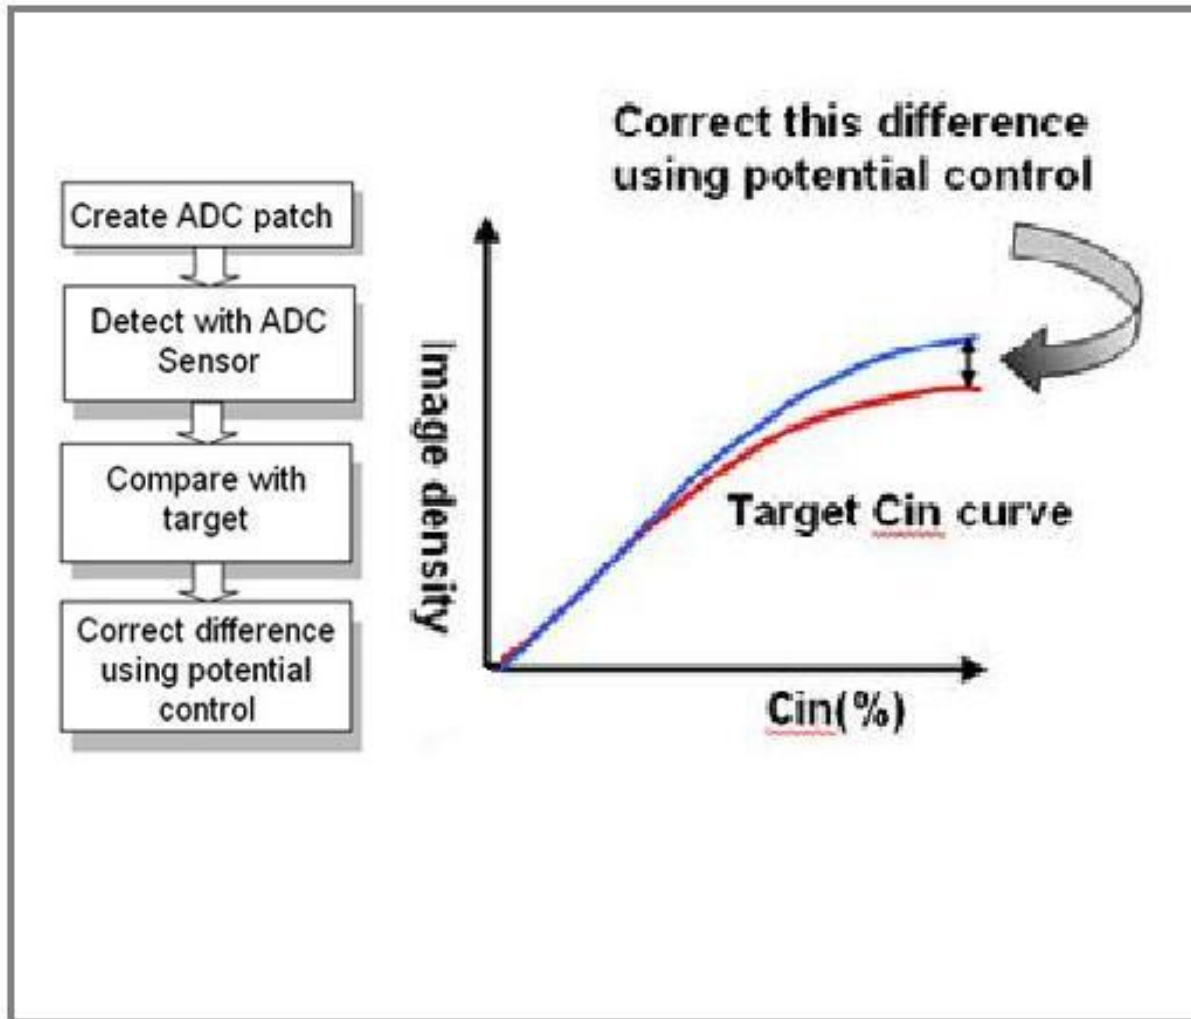 Correct this difference
using potential control
Create ADC patch
Detect with ADC
Sensor
Compare with
target
Correct difference
using potential
control
Image density
Target Cin curve
Cin(%)